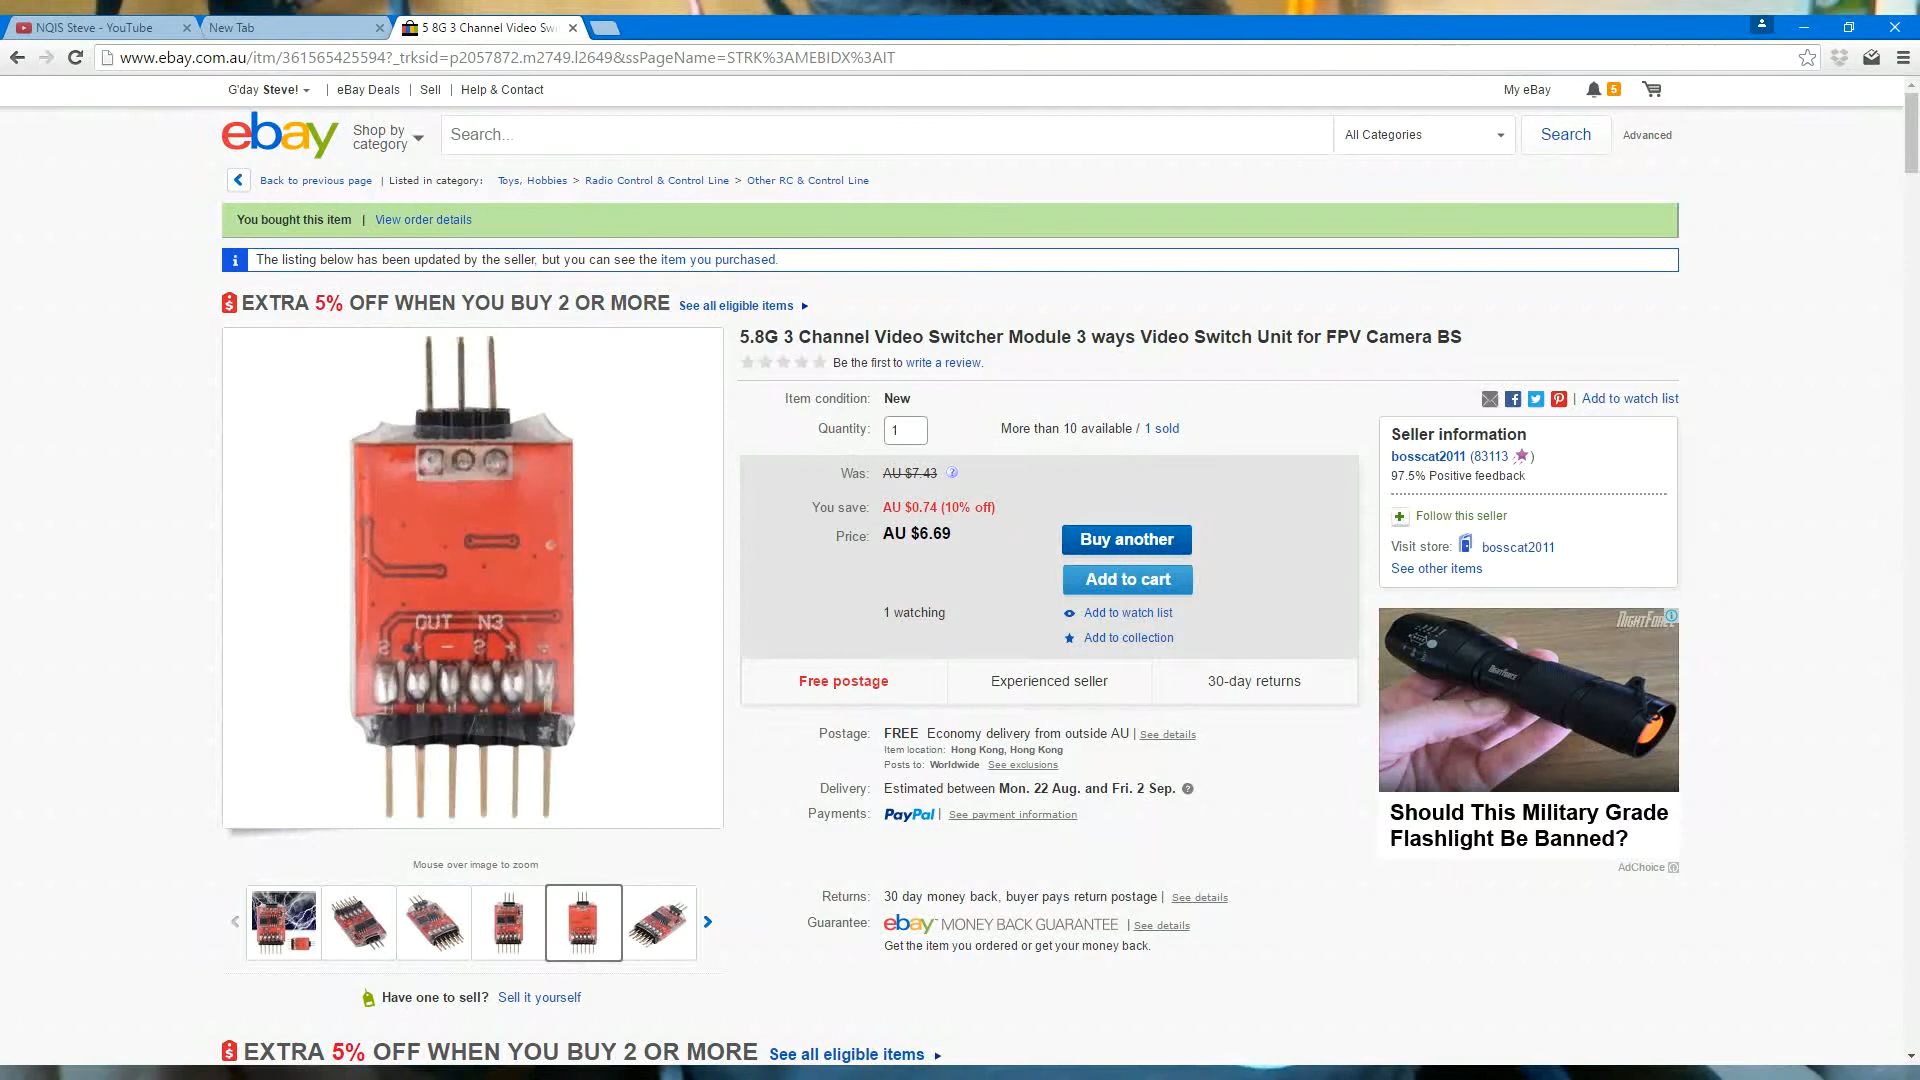 NQIS Steve - YouTube
New Tab
5 8G 3 Channel Video Sw
www.ebay.com.au/itm/361565425594?_trksid=p2057872.m2749.l2649&ssPageName=STRK%3AMEBIDX%3AIT
G'day Steve! | eBay Deals | Sell | Help & Contact
My eBay
5
ebay
Shop by category
Search...
All Categories
Search
Advanced
Back to previous page | Listed in category: Toys, Hobbies > Radio Control & Control Line > Other RC & Control Line
You bought this item | View order details
i The listing below has been updated by the seller, but you can see the item you purchased.
$ EXTRA 5% OFF WHEN YOU BUY 2 OR MORE See all eligible items
OUT N3
S + - S +
Mouse over image to zoom
Have one to sell? Sell it yourself
5.8G 3 Channel Video Switcher Module 3 ways Video Switch Unit for FPV Camera BS
Be the first to write a review.
Item condition: New
Quantity: 1 More than 10 available / 1 sold
Was: AU $7.43 ?
You save: AU $0.74 (10% off)
Price: AU $6.69
Buy another
Add to cart
1 watching
Add to watch list
Add to collection
Free postage
Experienced seller
30-day returns
Postage: FREE Economy delivery from outside AU | See details
Item location: Hong Kong, Hong Kong
Posts to: Worldwide See exclusions
Delivery: Estimated between Mon. 22 Aug. and Fri. 2 Sep. ?
Payments: PayPal | See payment information
Returns: 30 day money back, buyer pays return postage | See details
Guarantee: ebay MONEY BACK GUARANTEE | See details
Get the item you ordered or get your money back.
| Add to watch list
Seller information
bosscat2011 (83113 )
97.5% Positive feedback
Follow this seller
Visit store: bosscat2011
See other items
NIGHTFORCE
Should This Military Grade
Flashlight Be Banned?
AdChoice
$ EXTRA 5% OFF WHEN YOU BUY 2 OR MORE See all eligible items